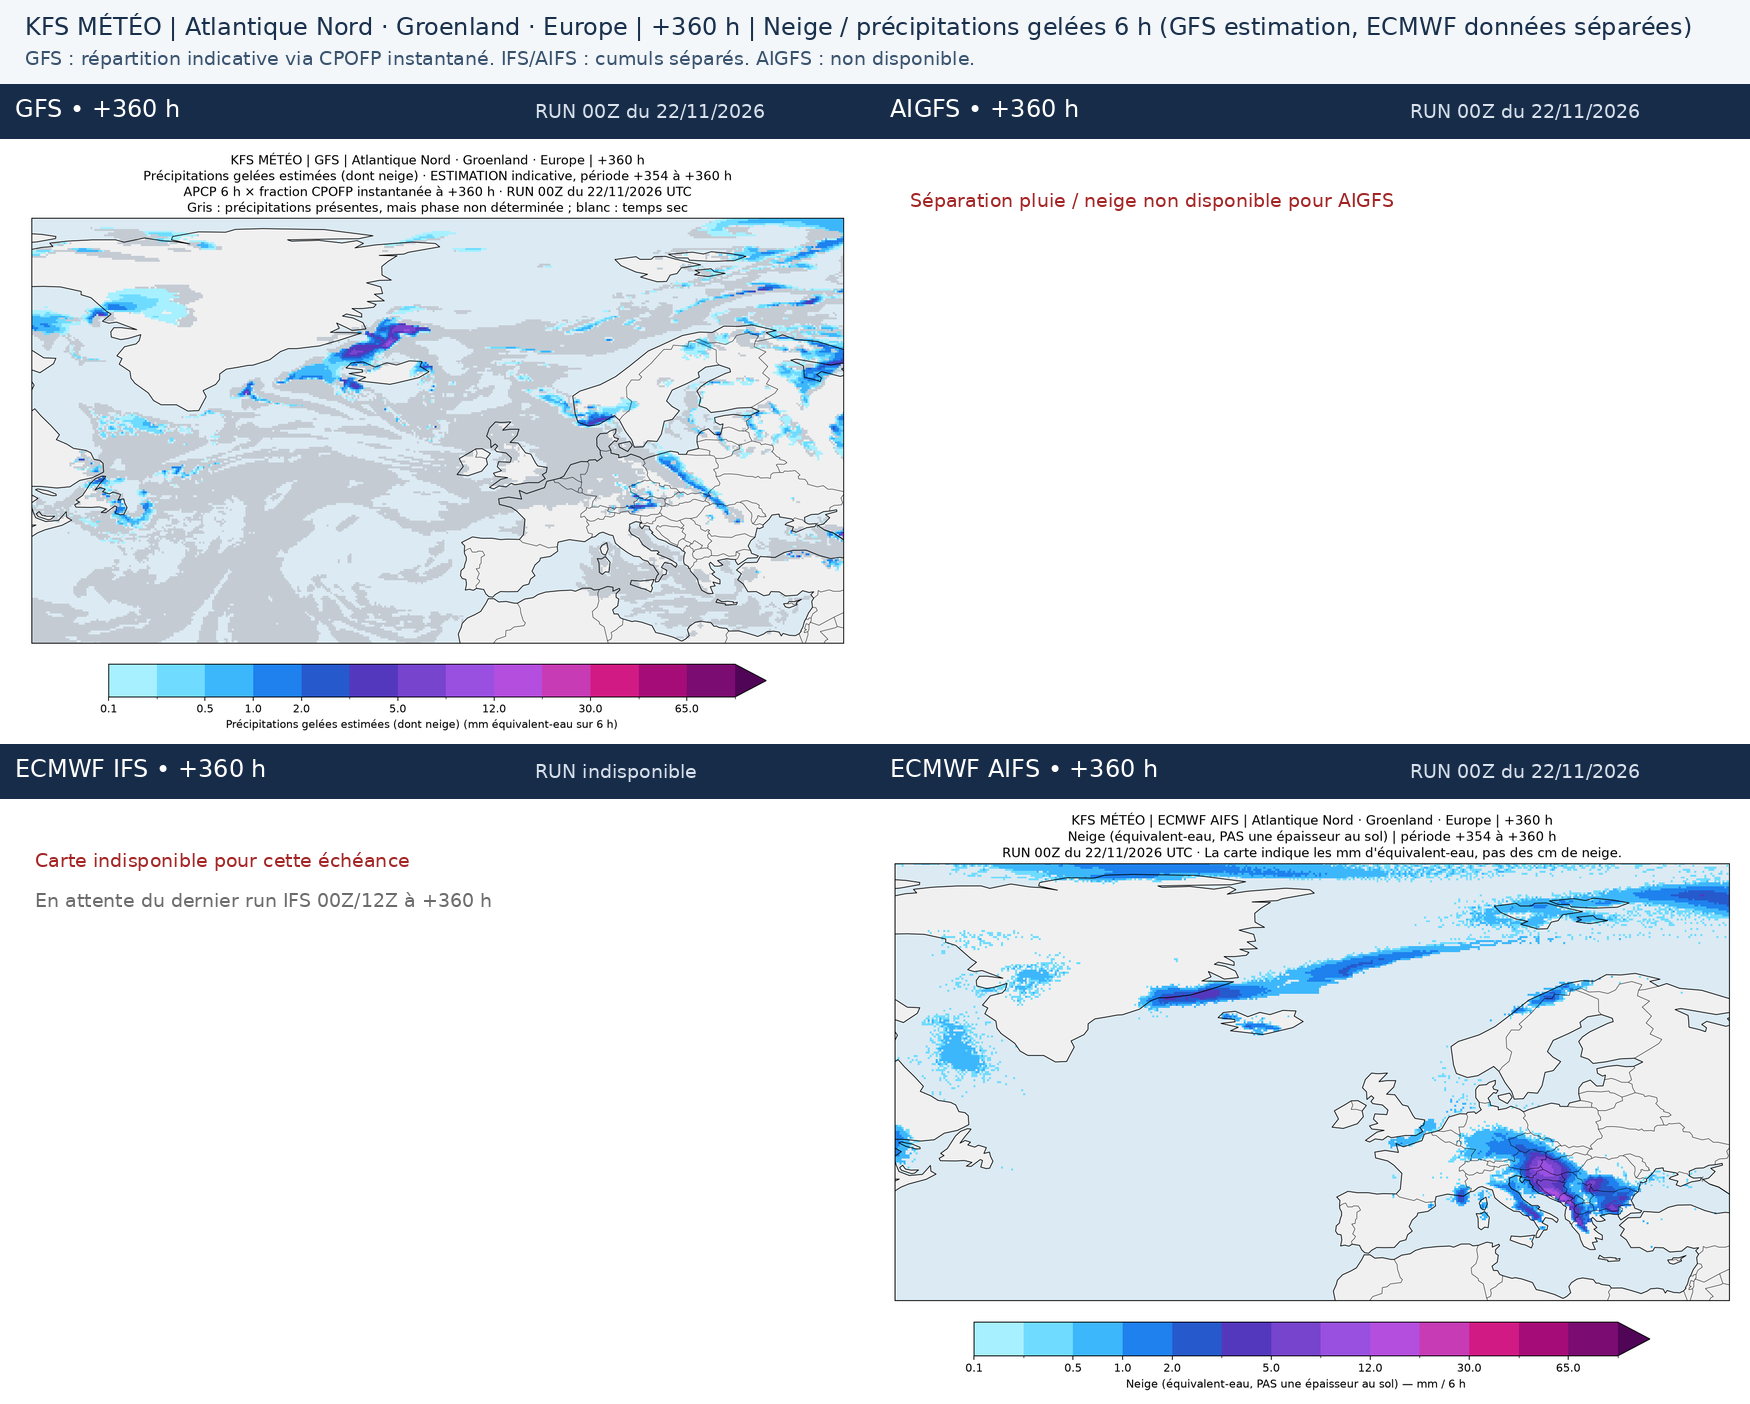 KFS MÉTÉO | Atlantique Nord · Groenland · Europe | +360 h | Neige / précipitations gelées 6 h (GFS estimation, ECMWF données séparées)
GFS : répartition indicative via CPOFP instantané. IFS/AIFS : cumuls séparés. AIGFS : non disponible.
GFS • +360 h
RUN 00Z du 22/11/2026
AIGFS • +360 h
RUN 00Z du 22/11/2026
KFS MÉTÉO | GFS | Atlantique Nord · Groenland · Europe | +360 h
Précipitations gelées estimées (dont neige) · ESTIMATION indicative, période +354 à +360 h
APCP 6 h × fraction CPOFP instantanée à +360 h · RUN 00Z du 22/11/2026 UTC
Gris : précipitations présentes, mais phase non déterminée ; blanc : temps sec
Séparation pluie / neige non disponible pour AIGFS
0.1 0.5 1.0 2.0 5.0 12.0 30.0 65.0
Précipitations gelées estimées (dont neige) (mm équivalent-eau sur 6 h)
ECMWF IFS • +360 h
RUN indisponible
ECMWF AIFS • +360 h
RUN 00Z du 22/11/2026
Carte indisponible pour cette échéance
En attente du dernier run IFS 00Z/12Z à +360 h
KFS MÉTÉO | ECMWF AIFS | Atlantique Nord · Groenland · Europe | +360 h
Neige (équivalent-eau, PAS une épaisseur au sol) | période +354 à +360 h
RUN 00Z du 22/11/2026 UTC · La carte indique les mm d'équivalent-eau, pas des cm de neige.
0.1 0.5 1.0 2.0 5.0 12.0 30.0 65.0
Neige (équivalent-eau, PAS une épaisseur au sol) — mm / 6 h